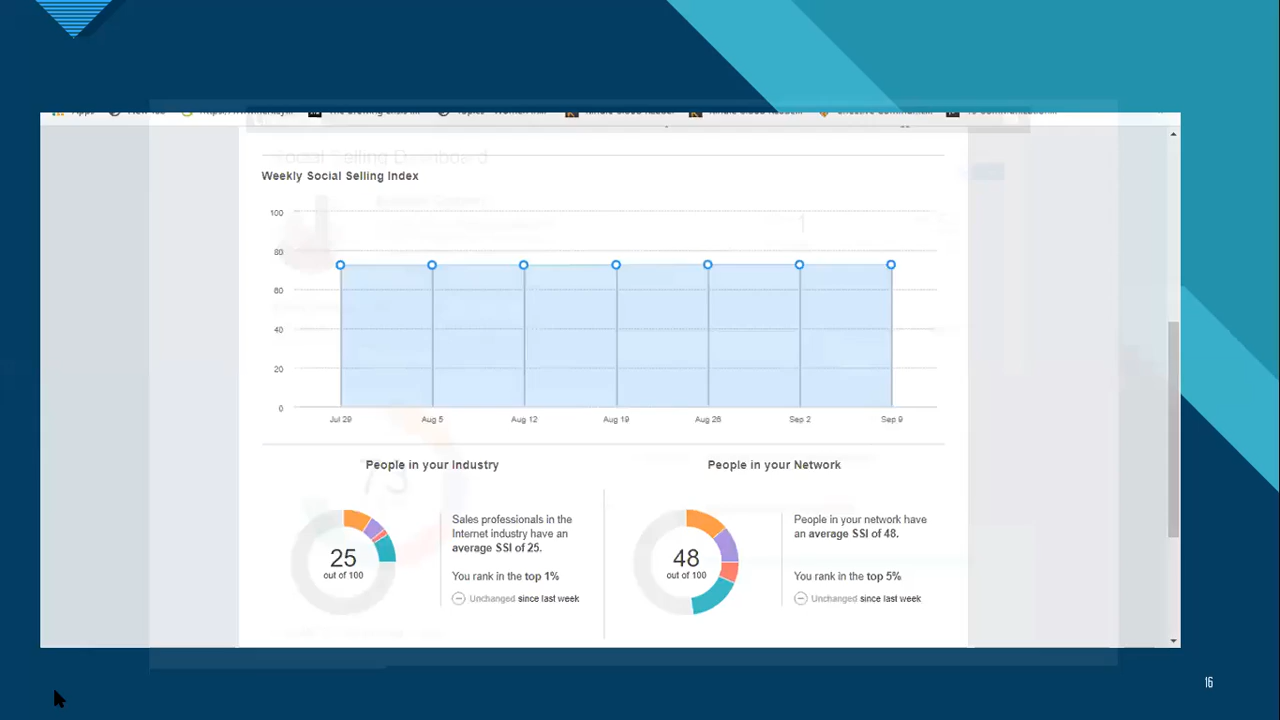 Social Selling Dashboard
Weekly Social Selling Index
100
80
60
40
20
0
Jul 29
Aug 5
Aug 12
Aug 19
Aug 26
Sep 2
Sep 9
73
People in your Industry
25
out of 100
Sales professionals in the
Internet industry have an
average SSI of 25.
You rank in the top 1%
Unchanged since last week
People in your Network
48
out of 100
People in your network have
an average SSI of 48.
You rank in the top 5%
Unchanged since last week
16